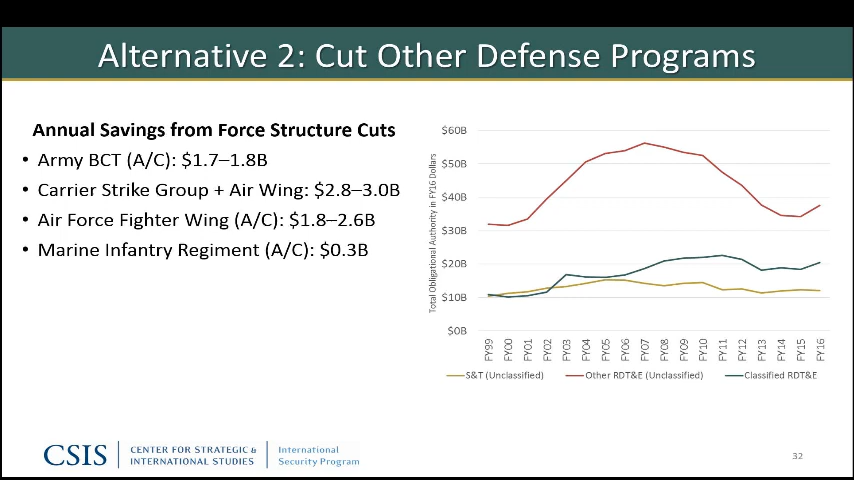 Alternative 2: Cut Other Defense Programs
Annual Savings from Force Structure Cuts
• Army BCT (A/C): $1.7–1.8B
• Carrier Strike Group + Air Wing: $2.8–3.0B
• Air Force Fighter Wing (A/C): $1.8–2.6B
• Marine Infantry Regiment (A/C): $0.3B
Total Obligational Authority in FY16 Dollars
$60B
$50B
$40B
$30B
$20B
$10B
$0B
FY99 FY00 FY01 FY02 FY03 FY04 FY05 FY06 FY07 FY08 FY09 FY10 FY11 FY12 FY13 FY14 FY15 FY16
S&T (Unclassified) Other RDT&E (Unclassified) Classified RDT&E
CSIS
CENTER FOR STRATEGIC &
INTERNATIONAL STUDIES
International
Security Program
32